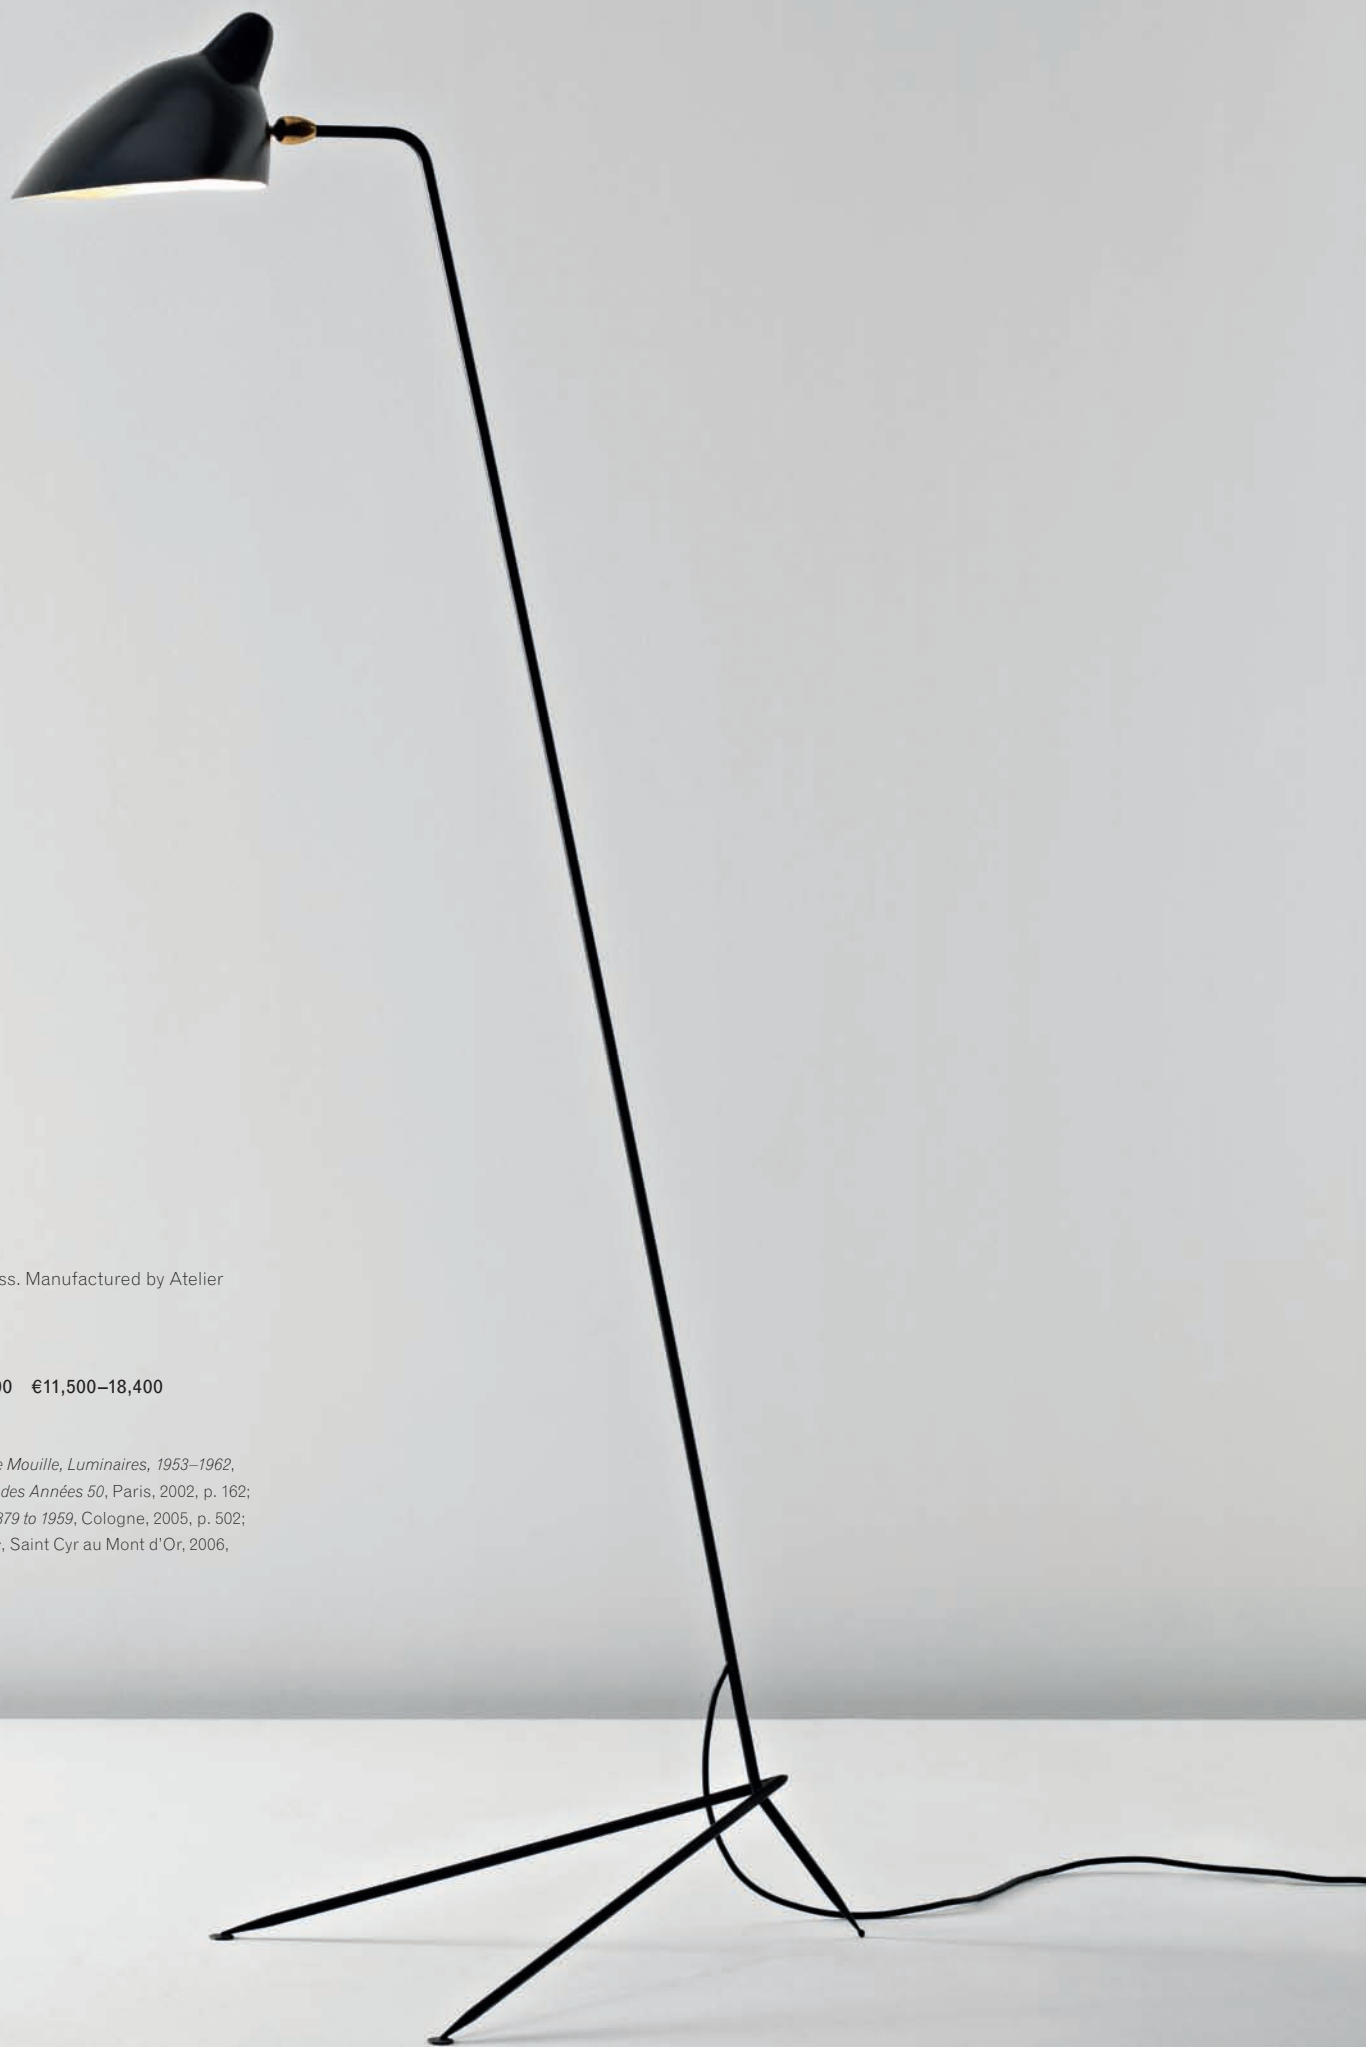 ss. Manufactured by Atelier
00 €11,500–18,400
e Mouille, Luminaires, 1953–1962,
des Années 50, Paris, 2002, p. 162;
879 to 1959, Cologne, 2005, p. 502;
, Saint Cyr au Mont d’Or, 2006,